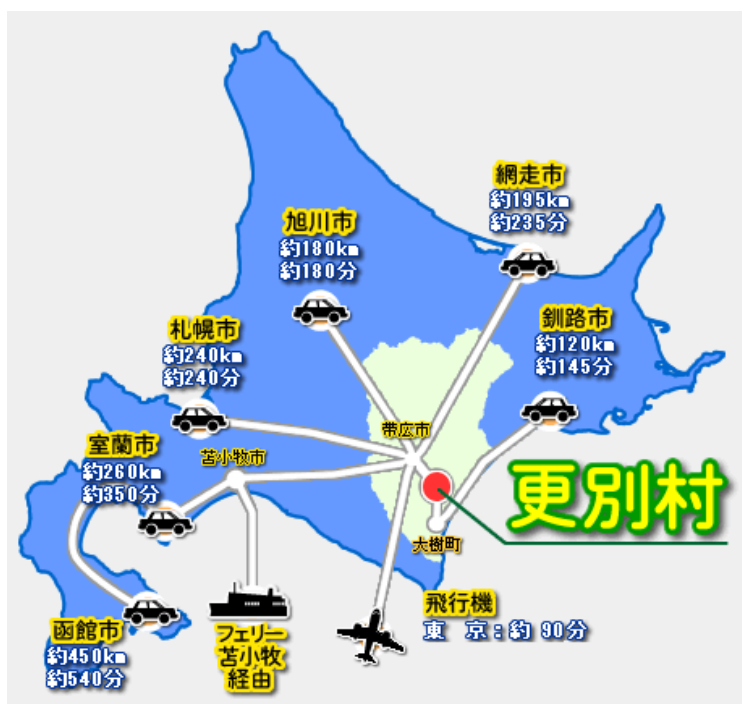 網走市
約195km
約235分
旭川市
約180km
約180分
釧路市
約120km
約145分
札幌市
約240km
約240分
帯広市
室蘭市
約260km
約350分
苫小牧市
更別村
大樹町
飛行機
東 京:約 90分
函館市
約450km
約540分
フェリー
苫小牧
経由